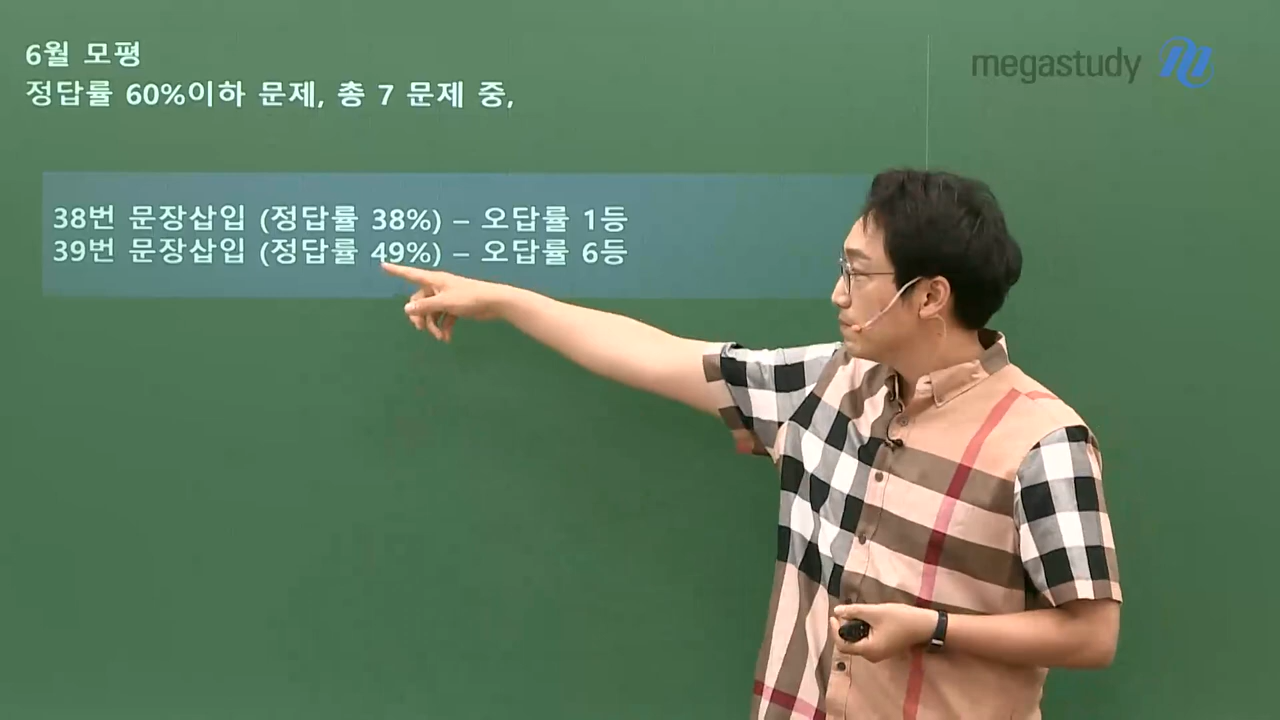 6월 모평
정답률 60%이하 문제, 총 7 문제 중,
megastudy
38번 문장삽입 (정답률 38%) – 오답률 1등
39번 문장삽입 (정답률 49%) – 오답률 6등